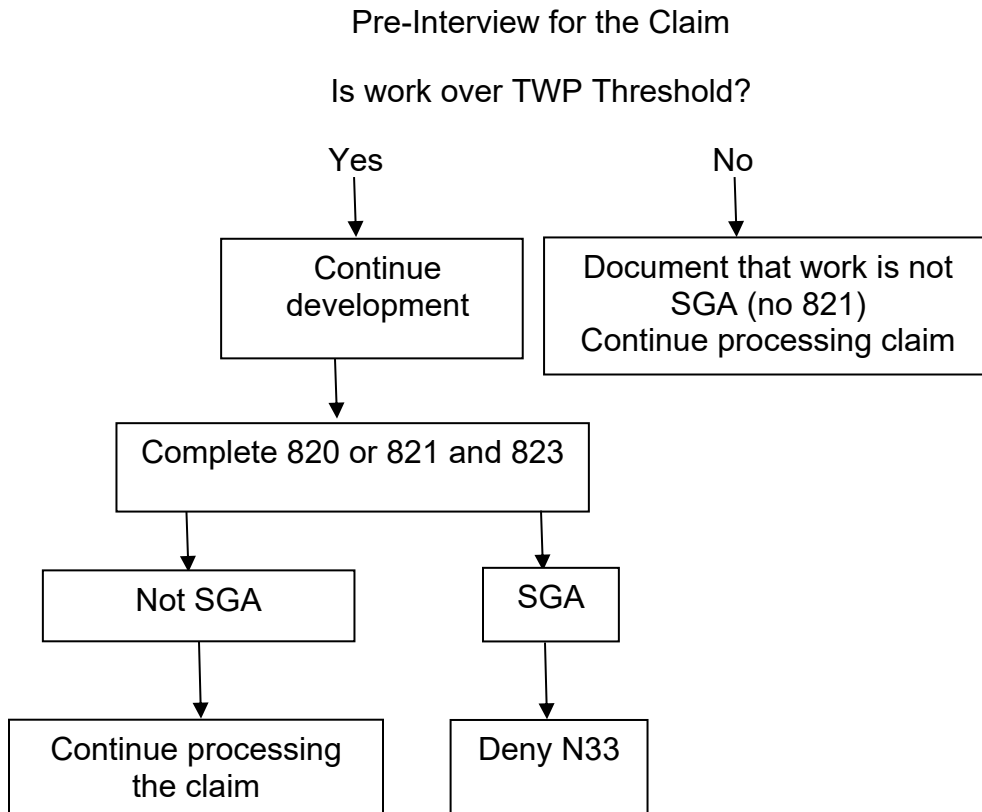 Pre-Interview for the Claim
Is work over TWP Threshold?
Yes
No
Continue
development
Document that work is not
SGA (no 821)
Continue processing claim
Complete 820 or 821 and 823
Not SGA
SGA
Continue processing
the claim
Deny N33